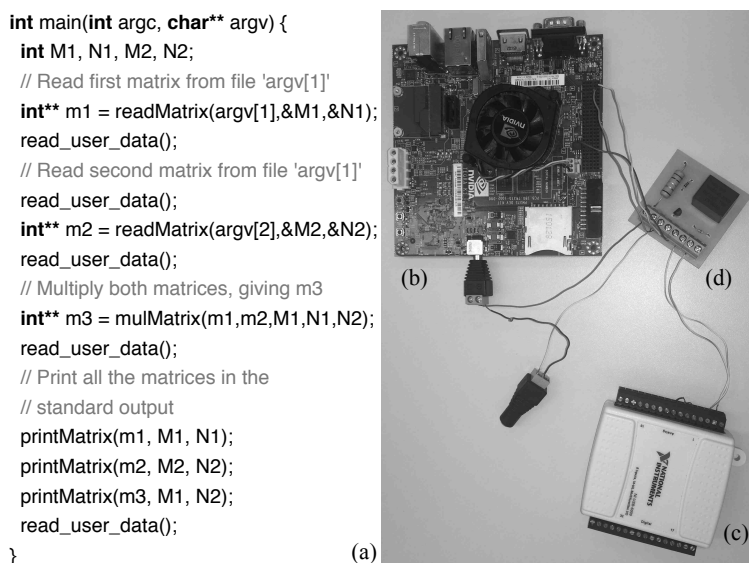 int main(int argc, char** argv) {
int M1, N1, M2, N2;
// Read first matrix from file 'argv[1]'
int** m1 = readMatrix(argv[1],&M1,&N1);
read_user_data();
// Read second matrix from file 'argv[1]'
read_user_data();
int** m2 = readMatrix(argv[2],&M2,&N2);
read_user_data();
// Multiply both matrices, giving m3
int** m3 = mulMatrix(m1,m2,M1,N1,N2);
read_user_data();
// Print all the matrices in the
// standard output
printMatrix(m1, M1, N1);
printMatrix(m2, M2, N2);
printMatrix(m3, M1, N2);
read_user_data();
}
(a)
NVIDIA
NVIDIA
(b)
(d)
NATIONAL
INSTRUMENTS
Digital
(c)